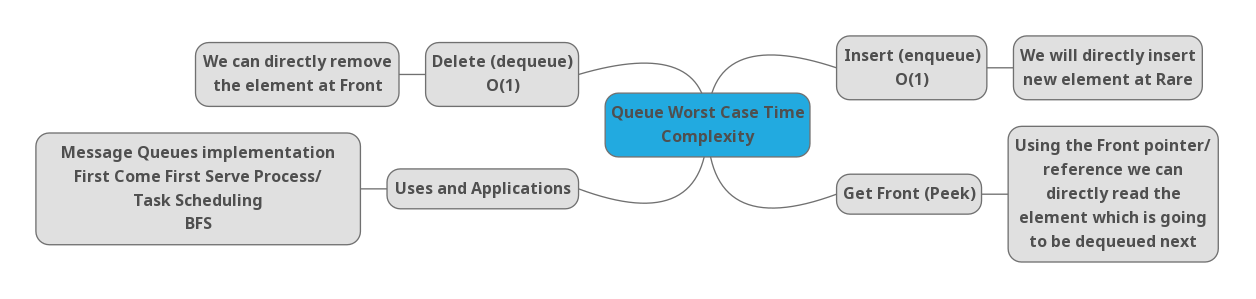 Queue Worst Case Time
Complexity
Insert (enqueue)
O(1)
We will directly insert
new element at Rare
Get Front (Peek)
Using the Front pointer/
reference we can
directly read the
element which is going
to be dequeued next
Delete (dequeue)
O(1)
We can directly remove
the element at Front
Uses and Applications
Message Queues implementation
First Come First Serve Process/
Task Scheduling
BFS